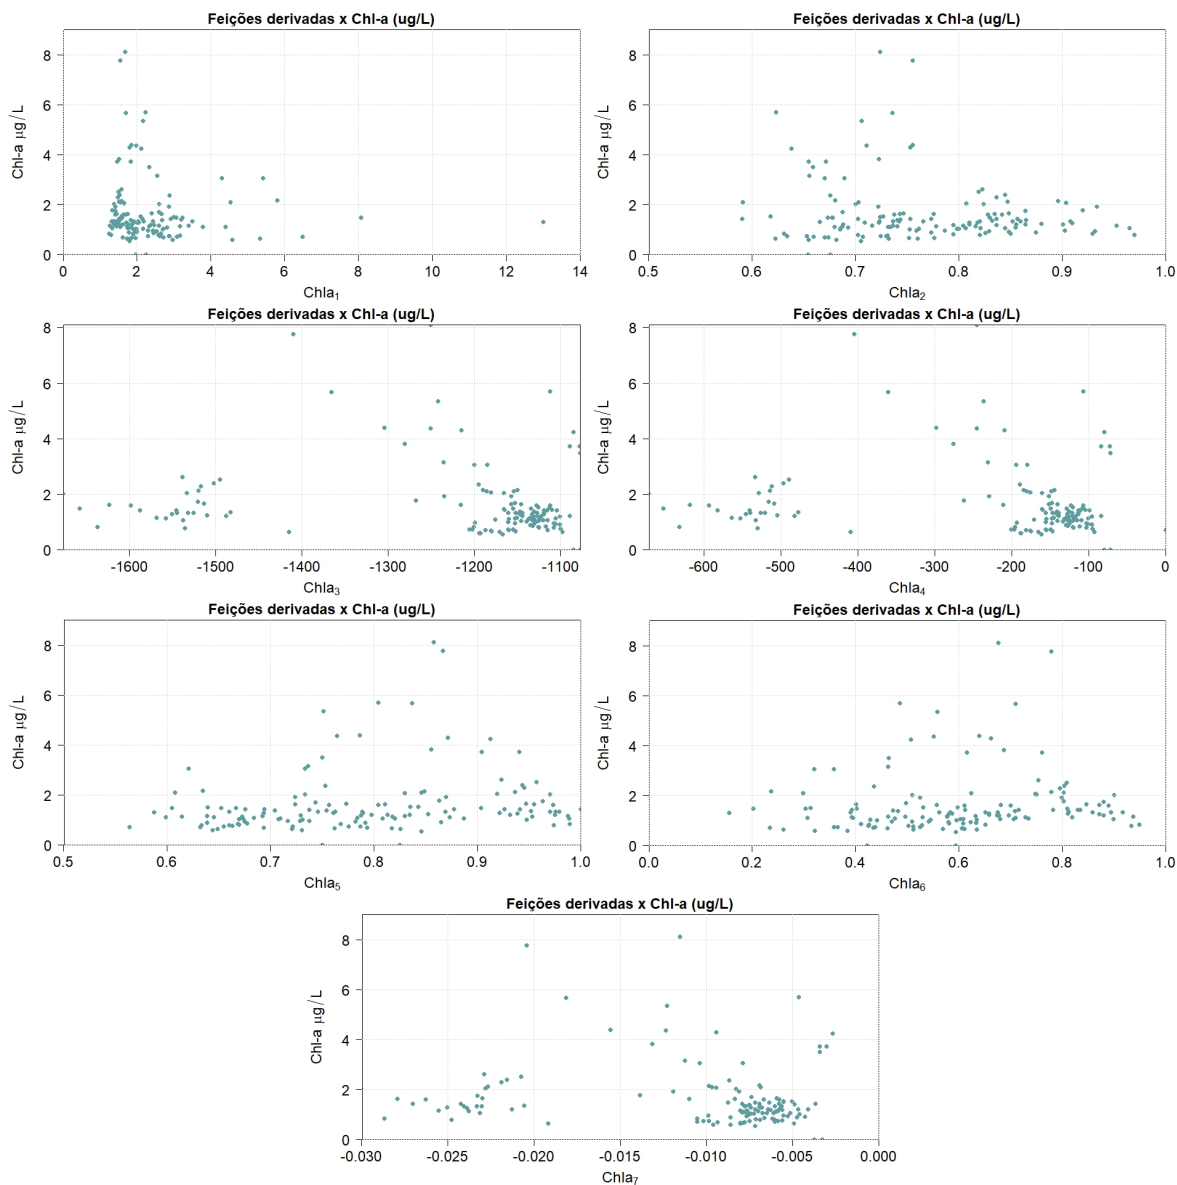 Feições derivadas x Chl-a (ug/L)
Chl-a µg/L
8
6
4
2
0
0 2 4 6 8 10 12 14
Chla₁
Feições derivadas x Chl-a (ug/L)
Chl-a µg/L
8
6
4
2
0
0.5 0.6 0.7 0.8 0.9 1.0
Chla₂
Feições derivadas x Chl-a (ug/L)
Chl-a µg/L
8
6
4
2
0
-1600 -1500 -1400 -1300 -1200 -1100
Chla₃
Feições derivadas x Chl-a (ug/L)
Chl-a µg/L
8
6
4
2
0
-600 -500 -400 -300 -200 -100 0
Chla₄
Feições derivadas x Chl-a (ug/L)
Chl-a µg/L
8
6
4
2
0
0.5 0.6 0.7 0.8 0.9 1.0
Chla₅
Feições derivadas x Chl-a (ug/L)
Chl-a µg/L
8
6
4
2
0
0.0 0.2 0.4 0.6 0.8 1.0
Chla₆
Feições derivadas x Chl-a (ug/L)
Chl-a µg/L
8
6
4
2
0
-0.030 -0.025 -0.020 -0.015 -0.010 -0.005 0.000
Chla₇